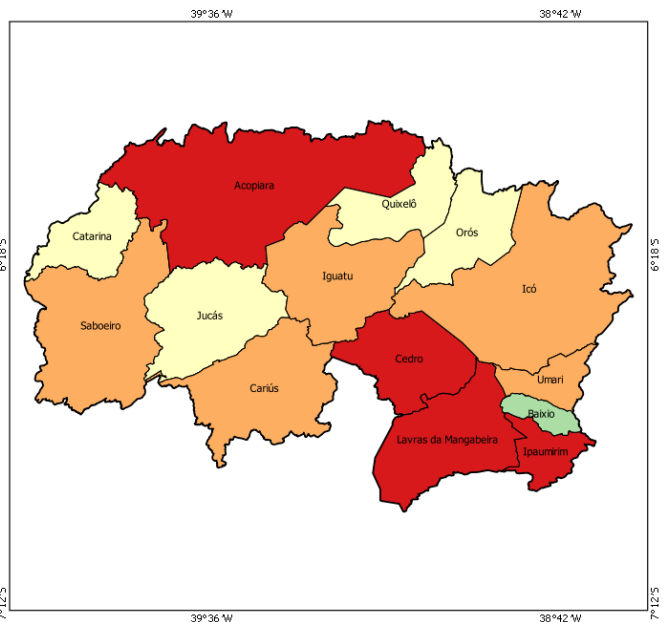 39°36´W
38°42´W
Acopiara
Quixelô
Catarina
Orós
6°18´S
6°18´S
Iguatu
Icó
Jucás
Saboeiro
Cedro
Umari
Cariús
Baixio
Lavras da Mangabeira
Ipaumirim
7°12´S
7°12´S
39°36´W
38°42´W